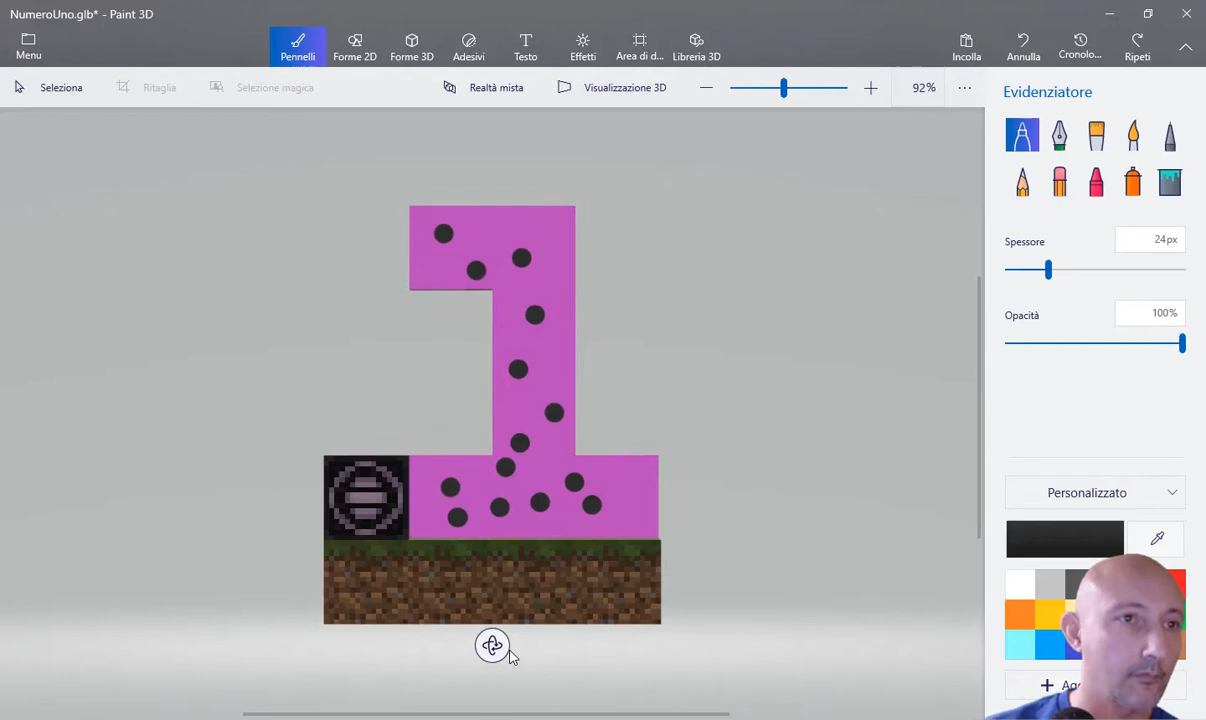 NumeroUno.glb* - Paint 3D
Menu
Pennelli
Forme 2D
Forme 3D
Adesivi
Testo
Effetti
Area di d...
Libreria 3D
Incolla
Annulla
Cronolo...
Ripeti
Seleziona
Ritaglia
Selezione magica
Realtà mista
Visualizzazione 3D
92%
Evidenziatore
Spessore
24px
Opacità
100%
Personalizzato